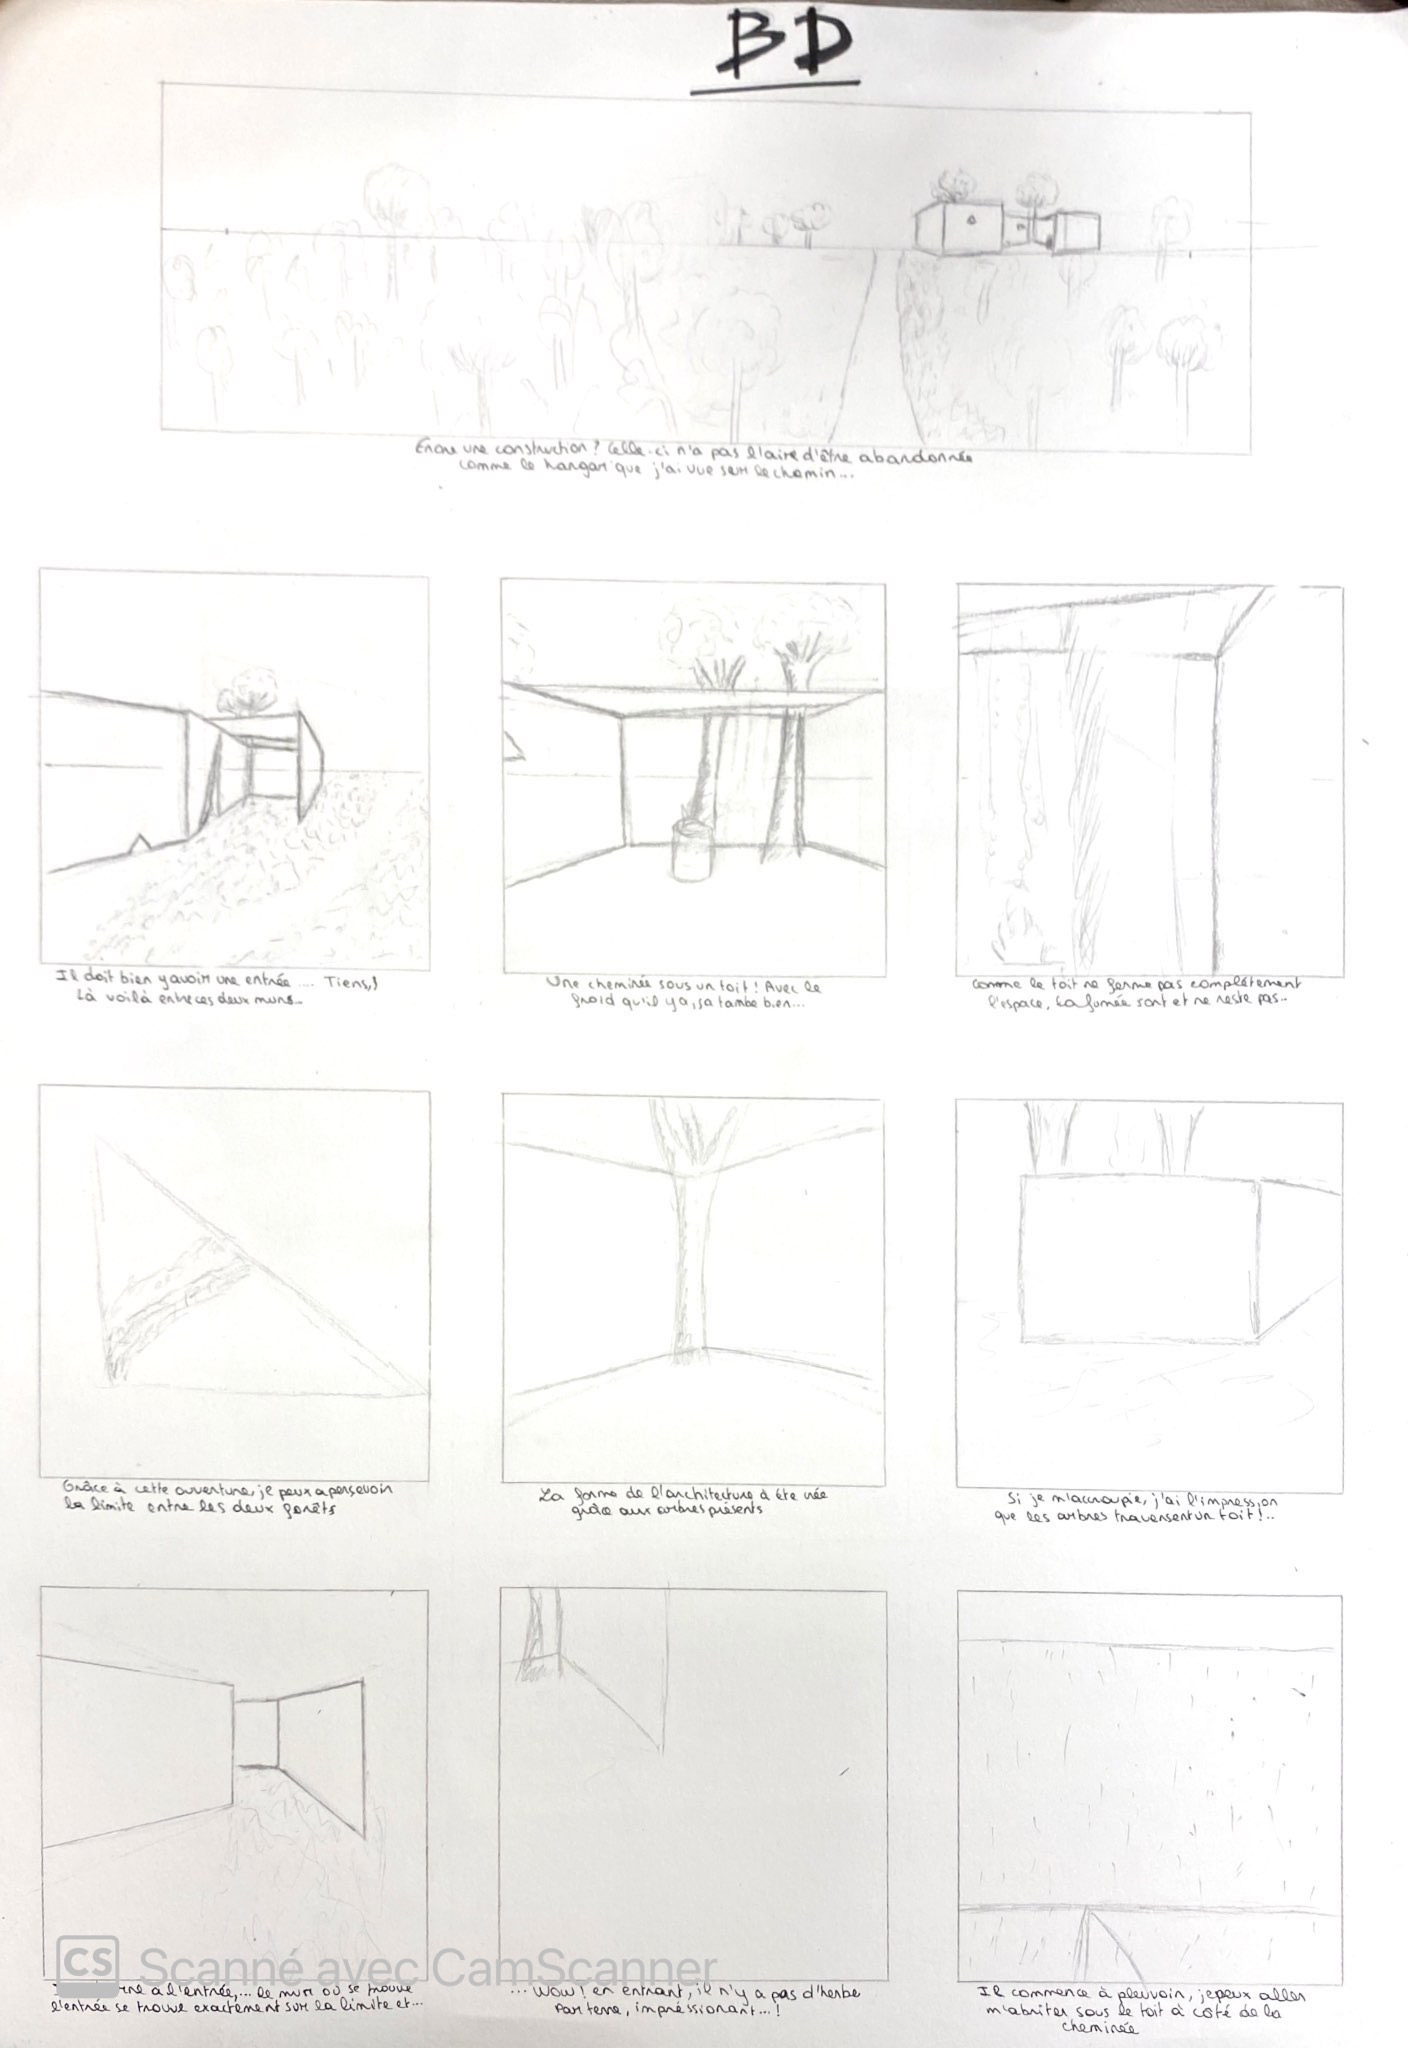 BD
Encore une construction? Celle-ci n'a pas l'aire d'être abandonnée
comme le hangar que j'ai vue sur le chemin...
Il doit bien y avoir une entrée .... Tiens,!
Là voilà entre ces deux murs...
Une cheminée sous un toit! Avec le
froid qu'il y a, sa tombe bien...
Comme le toit ne ferme pas complétement
l'espace, la fumée sort et ne reste pas..
Grâce à cette ouverture, je peux apersevoir
la limite entre les deux forêts
La forme de l'architecture à été crée
grâce aux arbres présents
Si je m'accroupie, j'ai l'impression
que les arbres traversent un toit!..
à l'entrée,... le mur où se trouve
l'entrée se trouve exactement sur la limite et...
... Wow! en entrant, il n'y a pas d'herbe
par terre, impréssionant...!
Il commence à pleuvoir, je peux aller
m'abriter sous le toit à côté de la
cheminée
CS Scanné avec CamScanner